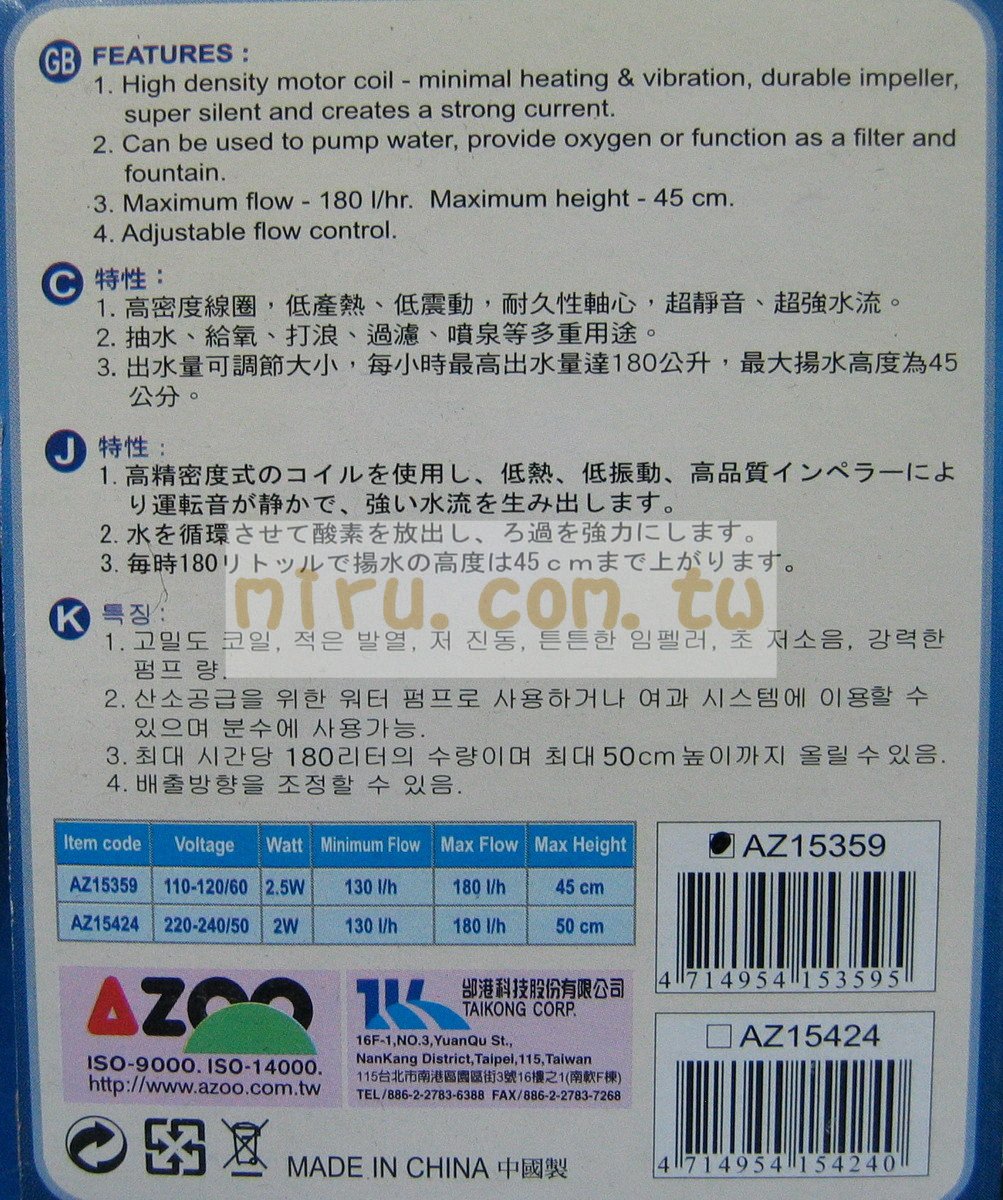 GB FEATURES :
1. High density motor coil - minimal heating & vibration, durable impeller,
super silent and creates a strong current.
2. Can be used to pump water, provide oxygen or function as a filter and
fountain.
3. Maximum flow - 180 l/hr. Maximum height - 45 cm.
4. Adjustable flow control.
C 特性：
1. 高密度線圈，低產熱、低震動，耐久性軸心，超靜音、超強水流。
2. 抽水、給氧、打浪、過濾、噴泉等多重用途。
3. 出水量可調節大小，每小時最高出水量達180公升，最大揚水高度為45
公分。
J 特性：
1. 高精密度式のコイルを使用し、低熱、低振動、高品質インペラーによ
り運転音が静かで、強い水流を生み出します。
2. 水を循環させて酸素を放出し、ろ過を強力にします。
3. 毎時180リトッルで揚水の高度は45ｃmまで上がります。
miru.com.tw
K 특징 :
1. 고밀도 코일, 적은 발열, 저 진동, 튼튼한 임펠러, 초 저소음, 강력한
펌프 량.
2. 산소공급을 위한 워터 펌프로 사용하거나 여과 시스템에 이용할 수
있으며 분수에 사용가능.
3. 최대 시간당 180리터의 수량이며 최대 50cm높이까지 올릴 수 있음.
4. 배출방향을 조정할 수 있음.
Item code Voltage Watt Minimum Flow Max Flow Max Height
AZ15359 110-120/60 2.5W 130 l/h 180 l/h 45 cm
AZ15424 220-240/50 2W 130 l/h 180 l/h 50 cm
AZ15359
4 714954 153595
AZOO
ISO-9000. ISO-14000.
http://www.azoo.com.tw
TK 邰港科技股份有限公司
TAIKONG CORP.
16F-1,NO.3,YuanQu St.,
NanKang District,Taipei,115,Taiwan
115台北市南港區園區街3號16樓之1(南軟F棟)
TEL/886-2-2783-6388 FAX/886-2-2783-7268
AZ15424
4 714954 154240
MADE IN CHINA 中國製